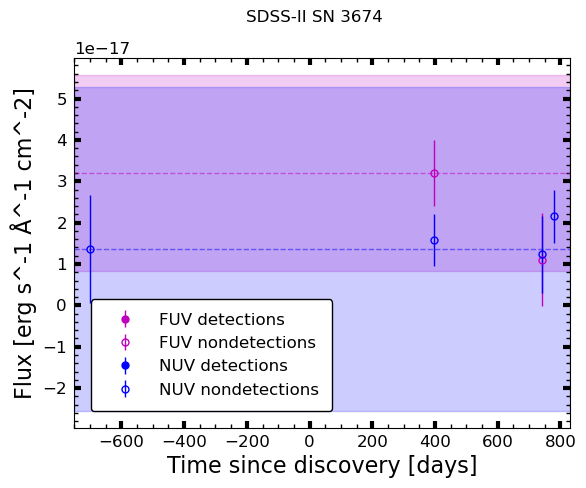 SDSS-II SN 3674
1e−17
5
4
3
2
1
0
−1
−2
Flux [erg s^-1 Å^-1 cm^-2]
FUV detections
FUV nondetections
NUV detections
NUV nondetections
−600 −400 −200 0 200 400 600 800
Time since discovery [days]